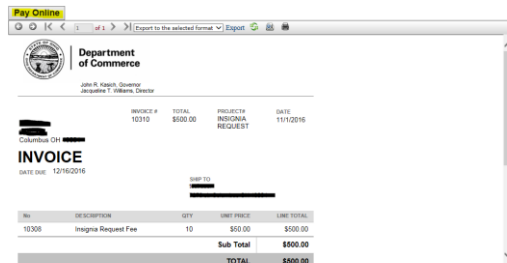 Pay Online
1 of 1 Export to the selected format Export
Department
of Commerce
John R. Kasich, Governor
Jacqueline T. Williams, Director
INVOICE # TOTAL PROJECT# DATE
10310 $500.00 INSIGNIA REQUEST 11/1/2016
Columbus OH
INVOICE
DATE DUE 12/16/2016
SHIP TO
No DESCRIPTION QTY UNIT PRICE LINE TOTAL
10308 Insignia Request Fee 10 $50.00 $500.00
Sub Total $500.00
TOTAL $500.00